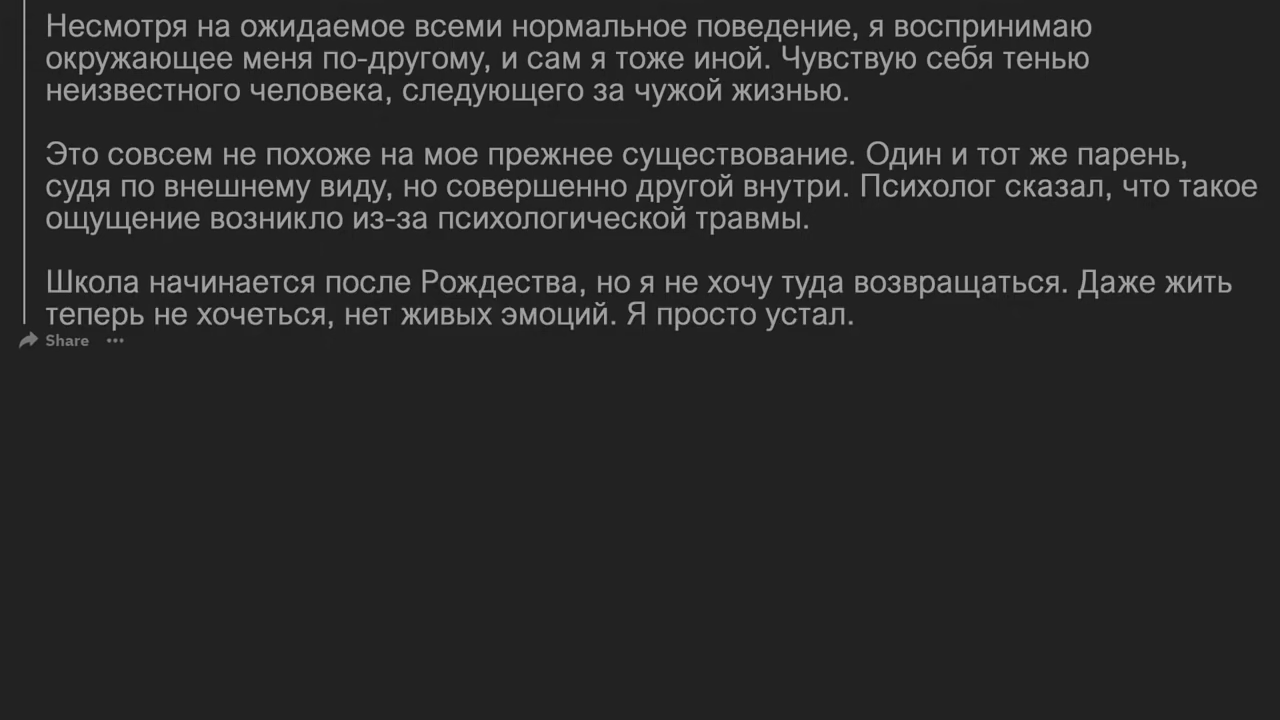 Несмотря на ожидаемое всеми нормальное поведение, я воспринимаю
окружающее меня по-другому, и сам я тоже иной. Чувствую себя тенью
неизвестного человека, следующего за чужой жизнью.
Это совсем не похоже на мое прежнее существование. Один и тот же парень,
судя по внешнему виду, но совершенно другой внутри. Психолог сказал, что такое
ощущение возникло из-за психологической травмы.
Школа начинается после Рождества, но я не хочу туда возвращаться. Даже жить
теперь не хочеться, нет живых эмоций. Я просто устал.
Share •••